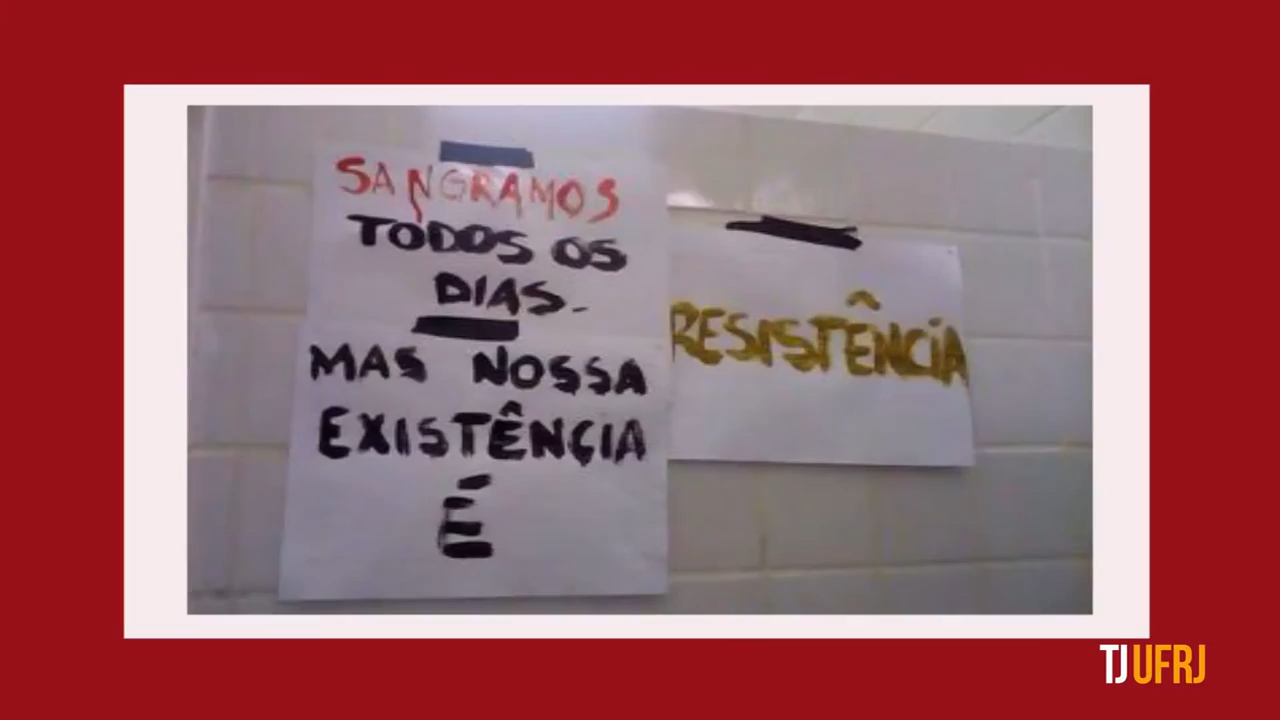 SANGRAMOS
TODOS OS
DIAS.
MAS NOSSA
EXISTÊNCIA
É
RESISTÊNCIA
TJ UFRJ